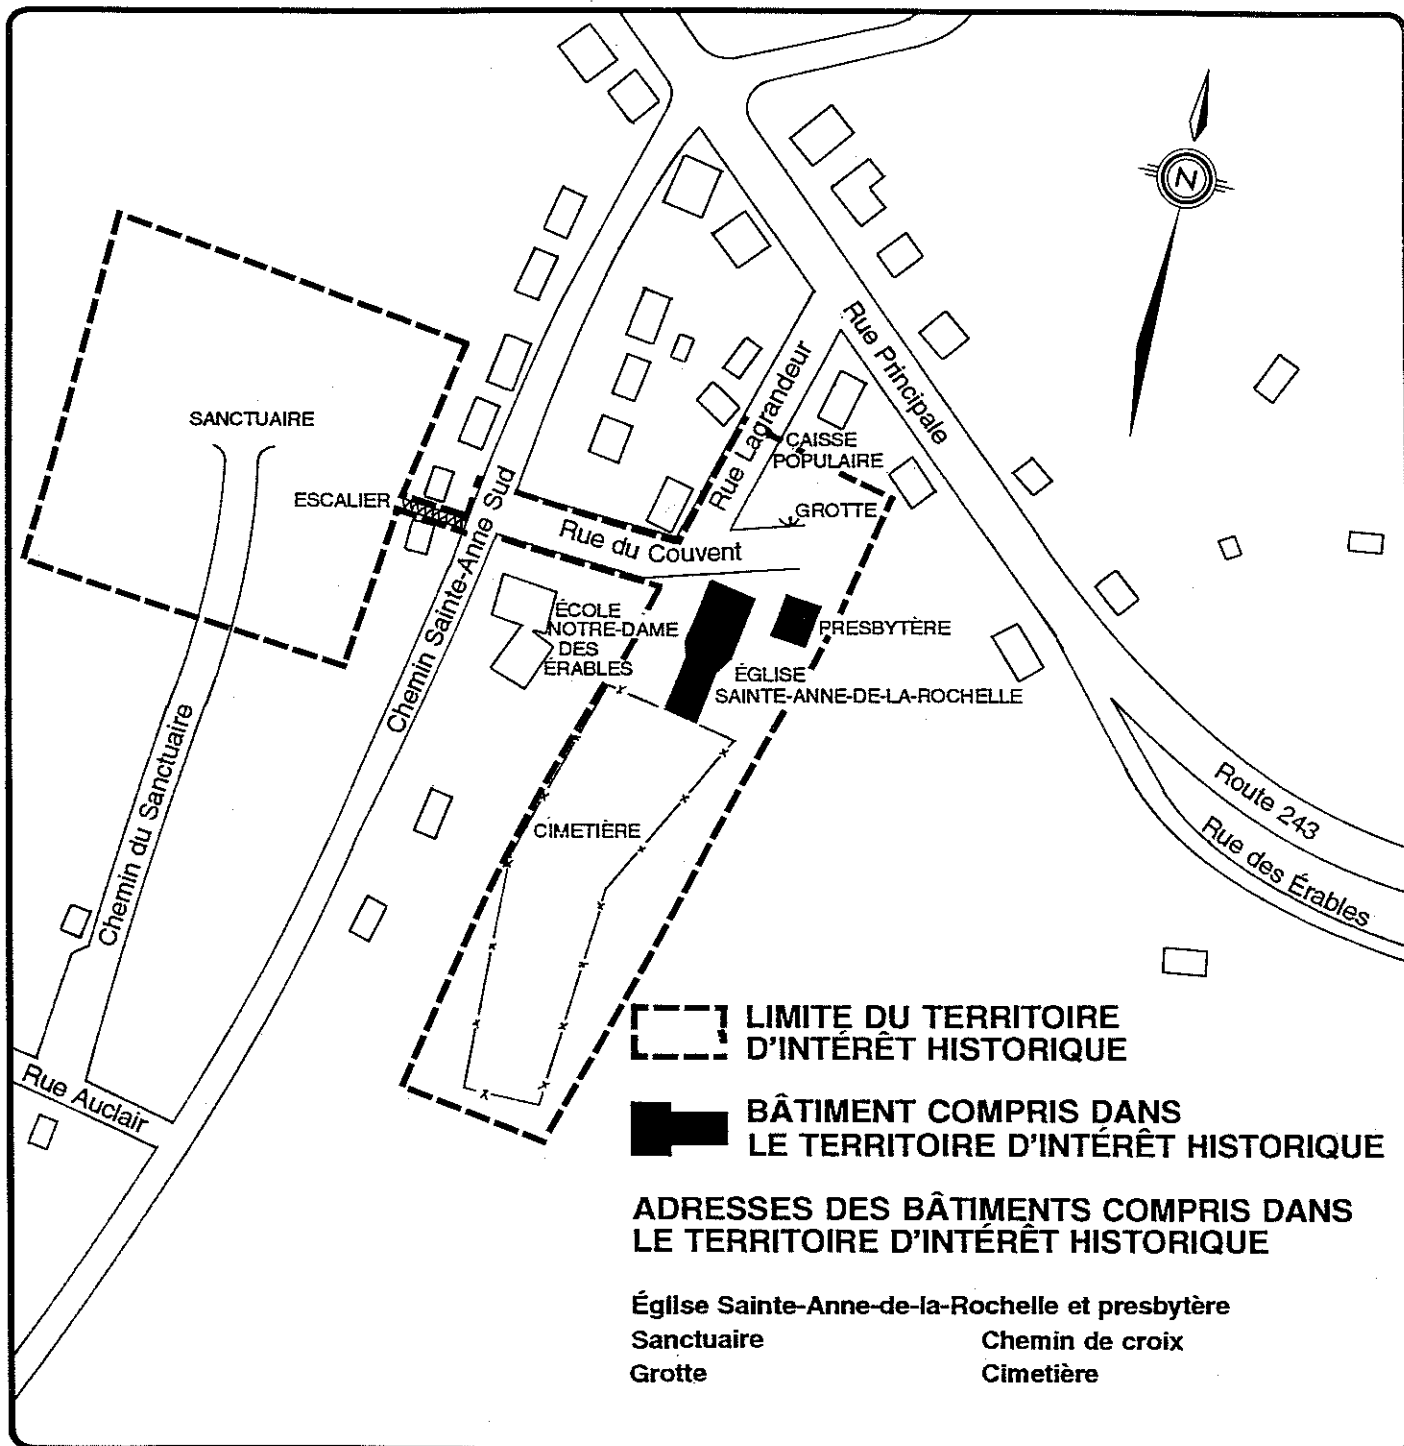 N
Rue Principale
Rue Lagrandeur
SANCTUAIRE
CAISSE
POPULAIRE
ESCALIER
GROTTE
Chemin Sainte-Anne Sud
Rue du Couvent
ÉCOLE
NOTRE-DAME
DES
ÉRABLES
PRESBYTÈRE
ÉGLISE
SAINTE-ANNE-DE-LA-ROCHELLE
Chemin du Sanctuaire
CIMETIÈRE
Route 243
Rue des Érables
Rue Auclair
LIMITE DU TERRITOIRE
D'INTÉRÊT HISTORIQUE
BÂTIMENT COMPRIS DANS
LE TERRITOIRE D'INTÉRÊT HISTORIQUE
ADRESSES DES BÂTIMENTS COMPRIS DANS
LE TERRITOIRE D'INTÉRÊT HISTORIQUE
Église Sainte-Anne-de-la-Rochelle et presbytère
Sanctuaire
Chemin de croix
Grotte
Cimetière